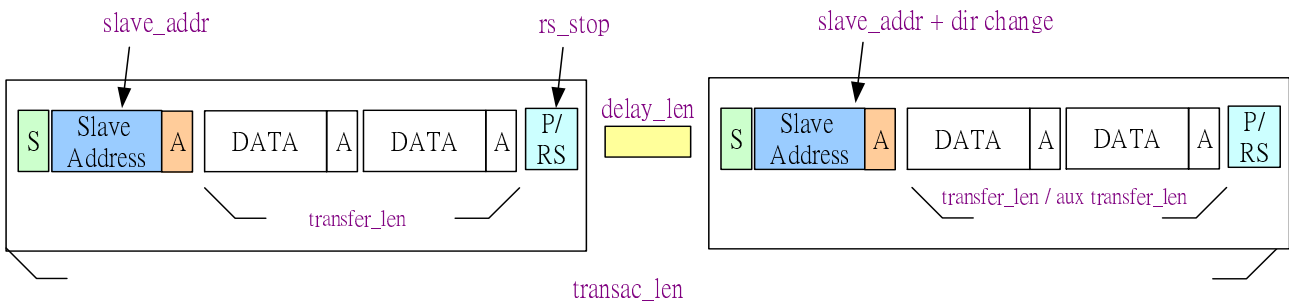 slave_addr
rs_stop
slave_addr + dir change
delay_len
S
Slave
Address
A
DATA
A
DATA
A
P/
RS
S
Slave
Address
A
DATA
A
DATA
A
P/
RS
transfer_len
transfer_len / aux transfer_len
transac_len